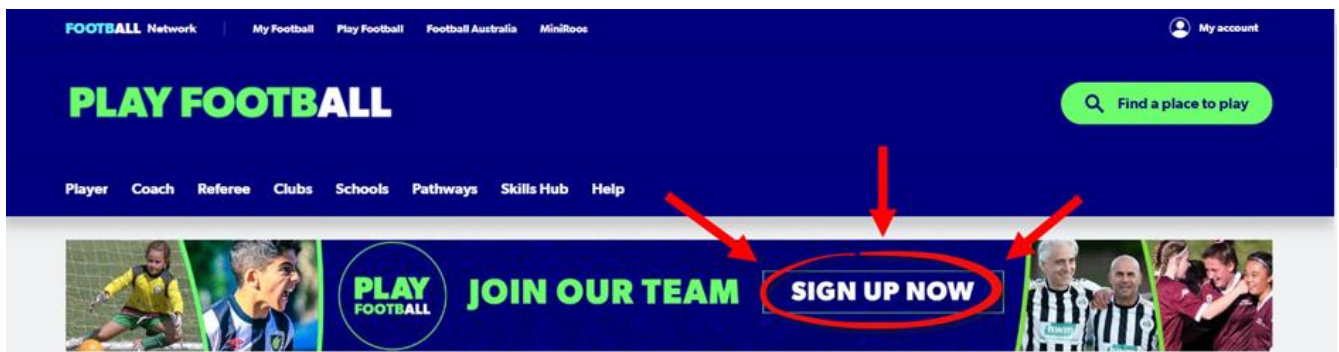 FOOTBALL Network My Football Play Football Football Australia MiniRoos My account
PLAY FOOTBALL
Find a place to play
Player Coach Referee Clubs Schools Pathways Skills Hub Help
PLAY
FOOTBALL
JOIN OUR TEAM
SIGN UP NOW
hwm